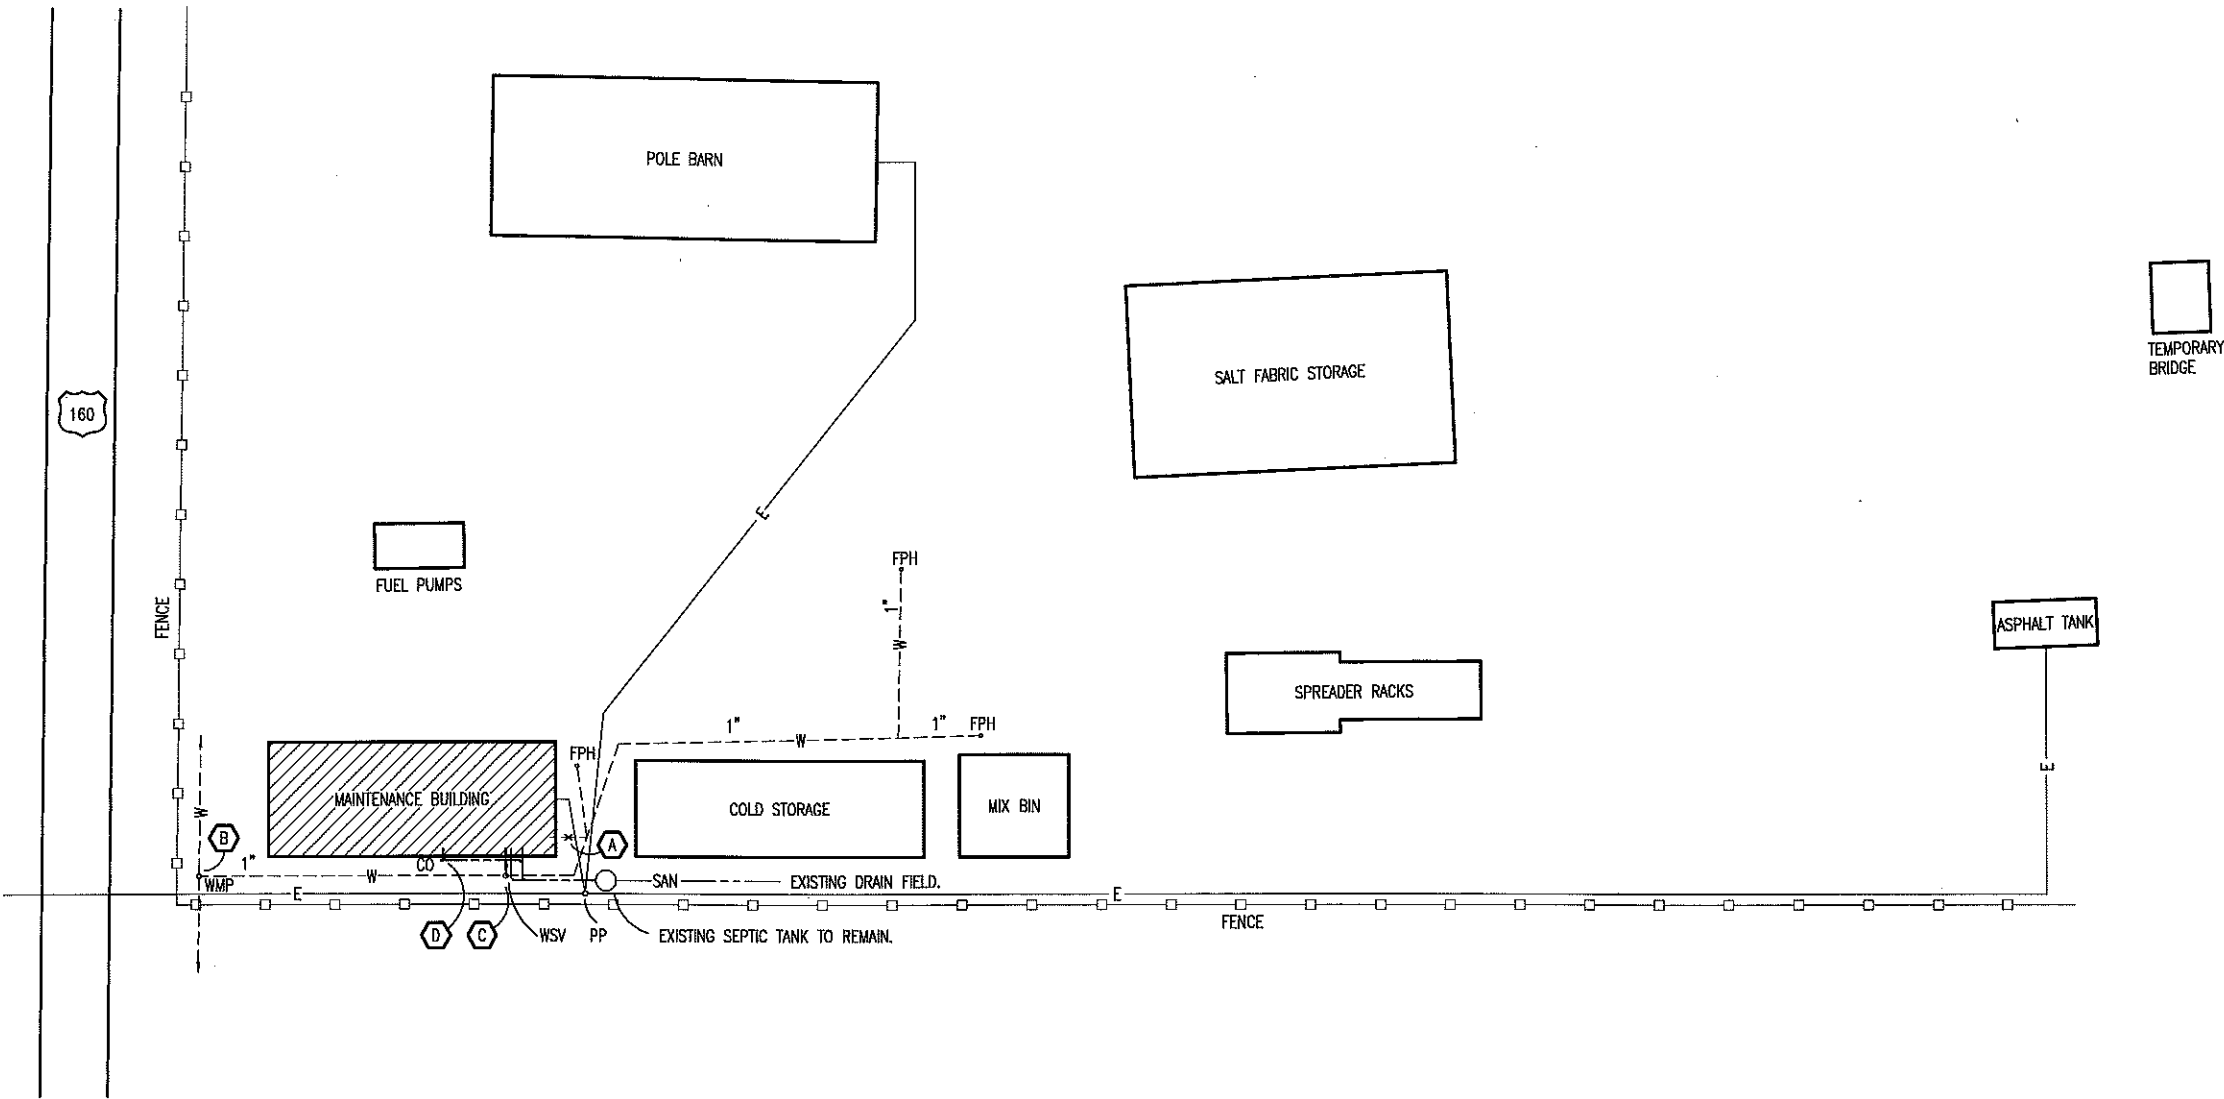 POLE BARN
TEMPORARY
BRIDGE
SALT FABRIC STORAGE
160
E
FPH
FUEL PUMPS
1"
W
FENCE
ASPHALT TANK
SPREADER RACKS
1"
W
1"
FPH
FPH
E
MAINTENANCE BUILDING
COLD STORAGE
MIX BIN
W
B
A
1"
CO
W
WMP
SAN
EXISTING DRAIN FIELD.
E
E
FENCE
D
C
WSV
PP
EXISTING SEPTIC TANK TO REMAIN.